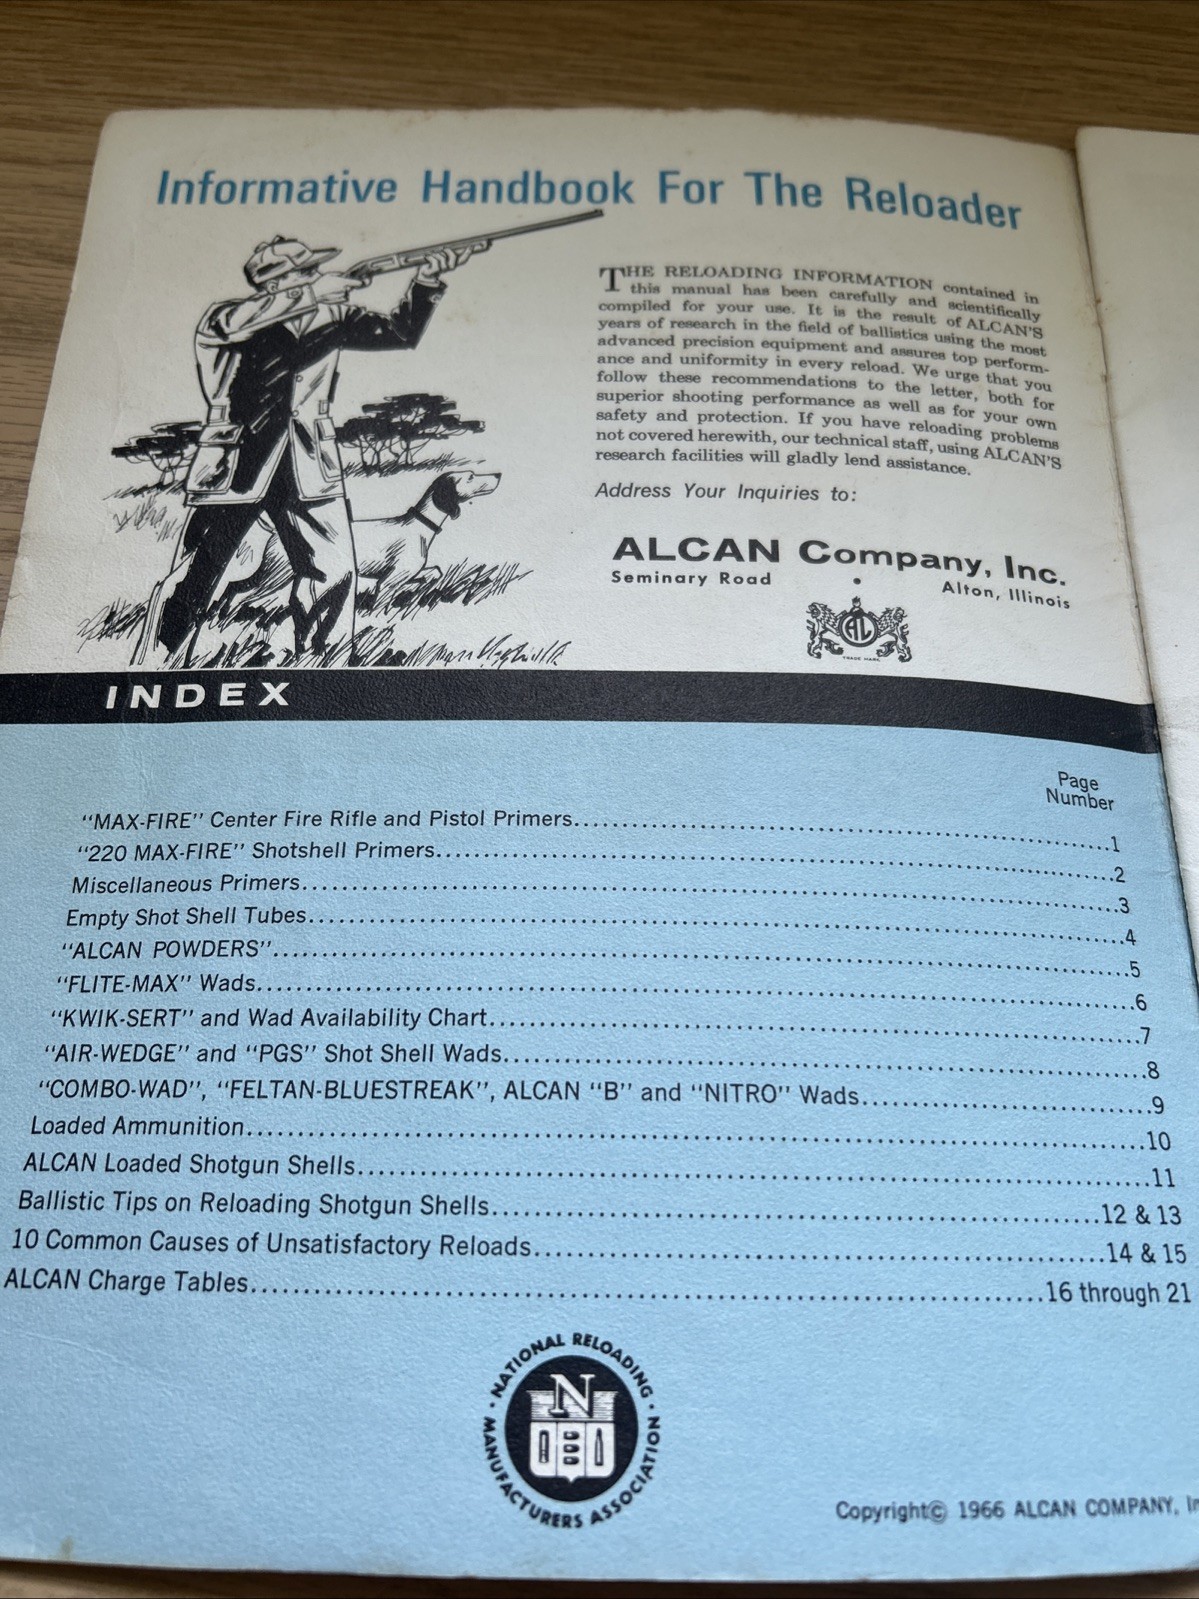 Informative Handbook For The Reloader
THE RELOADING INFORMATION contained in
this manual has been carefully and scientifically
compiled for your use. It is the result of ALCAN'S
years of research in the field of ballistics using the most
advanced precision equipment and assures top perform-
ance and uniformity in every reload. We urge that you
follow these recommendations to the letter, both for
superior shooting performance as well as for your own
safety and protection. If you have reloading problems
not covered herewith, our technical staff, using ALCAN'S
research facilities will gladly lend assistance.
Address Your Inquiries to:
ALCAN Company, Inc.
Seminary Road • Alton, Illinois
AL
TRADE MARK
INDEX
Page
Number
"MAX-FIRE" Center Fire Rifle and Pistol Primers 1
"220 MAX-FIRE" Shotshell Primers 2
Miscellaneous Primers 3
Empty Shot Shell Tubes 4
"ALCAN POWDERS" 5
"FLITE-MAX" Wads 6
"KWIK-SERT" and Wad Availability Chart 7
"AIR-WEDGE" and "PGS" Shot Shell Wads 8
"COMBO-WAD", "FELTAN-BLUESTREAK", ALCAN "B" and "NITRO" Wads 9
Loaded Ammunition 10
ALCAN Loaded Shotgun Shells 11
Ballistic Tips on Reloading Shotgun Shells 12 & 13
10 Common Causes of Unsatisfactory Reloads 14 & 15
ALCAN Charge Tables 16 through 21
• NATIONAL RELOADING •
MANUFACTURERS ASSOCIATION
N
Copyright© 1966 ALCAN COMPANY, In